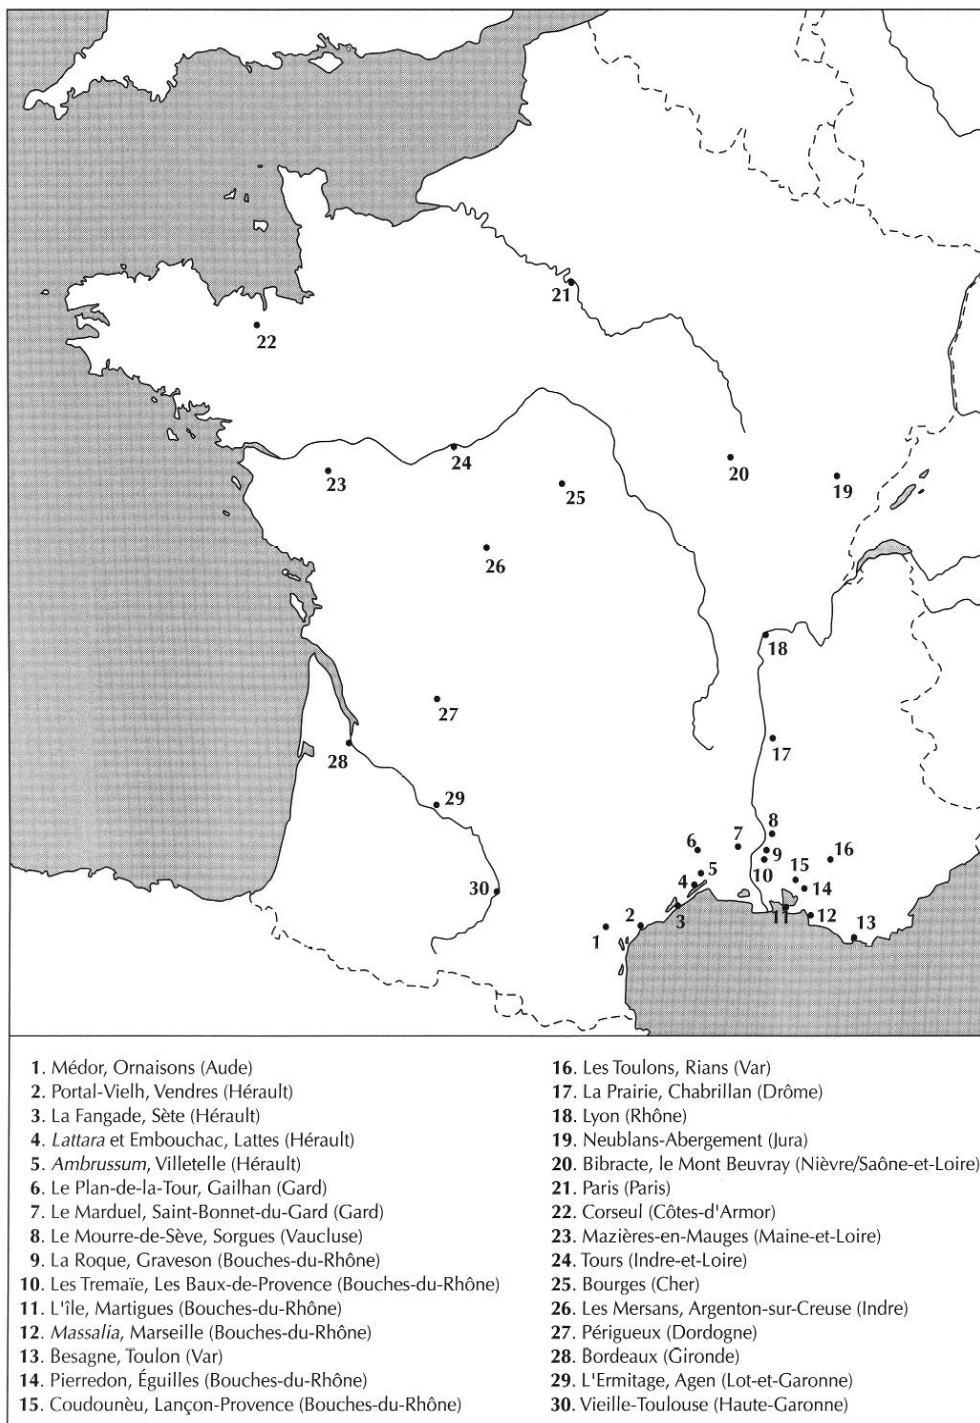 21
22
24
23
20
19
25
26
18
27
28
17
29
8
7
6
9
16
10
15
5
4
14
30
3
11
12
2
13
1
1. Médor, Ornaisons (Aude)
2. Portal-Vielh, Vendres (Hérault)
3. La Fangade, Sète (Hérault)
4. Lattara et Embouchac, Lattes (Hérault)
5. Ambrussum, Villetelle (Hérault)
6. Le Plan-de-la-Tour, Gailhan (Gard)
7. Le Marduel, Saint-Bonnet-du-Gard (Gard)
8. Le Mourre-de-Sève, Sorgues (Vaucluse)
9. La Roque, Graveson (Bouches-du-Rhône)
10. Les Tremaïe, Les Baux-de-Provence (Bouches-du-Rhône)
11. L'île, Martigues (Bouches-du-Rhône)
12. Massalia, Marseille (Bouches-du-Rhône)
13. Besagne, Toulon (Var)
14. Pierredon, Éguilles (Bouches-du-Rhône)
15. Coudounèu, Lançon-Provence (Bouches-du-Rhône)
16. Les Toulons, Rians (Var)
17. La Prairie, Chabrillan (Drôme)
18. Lyon (Rhône)
19. Neublans-Abergement (Jura)
20. Bibracte, le Mont Beuvray (Nièvre/Saône-et-Loire)
21. Paris (Paris)
22. Corseul (Côtes-d'Armor)
23. Mazières-en-Mauges (Maine-et-Loire)
24. Tours (Indre-et-Loire)
25. Bourges (Cher)
26. Les Mersans, Argenton-sur-Creuse (Indre)
27. Périgueux (Dordogne)
28. Bordeaux (Gironde)
29. L'Ermitage, Agen (Lot-et-Garonne)
30. Vieille-Toulouse (Haute-Garonne)